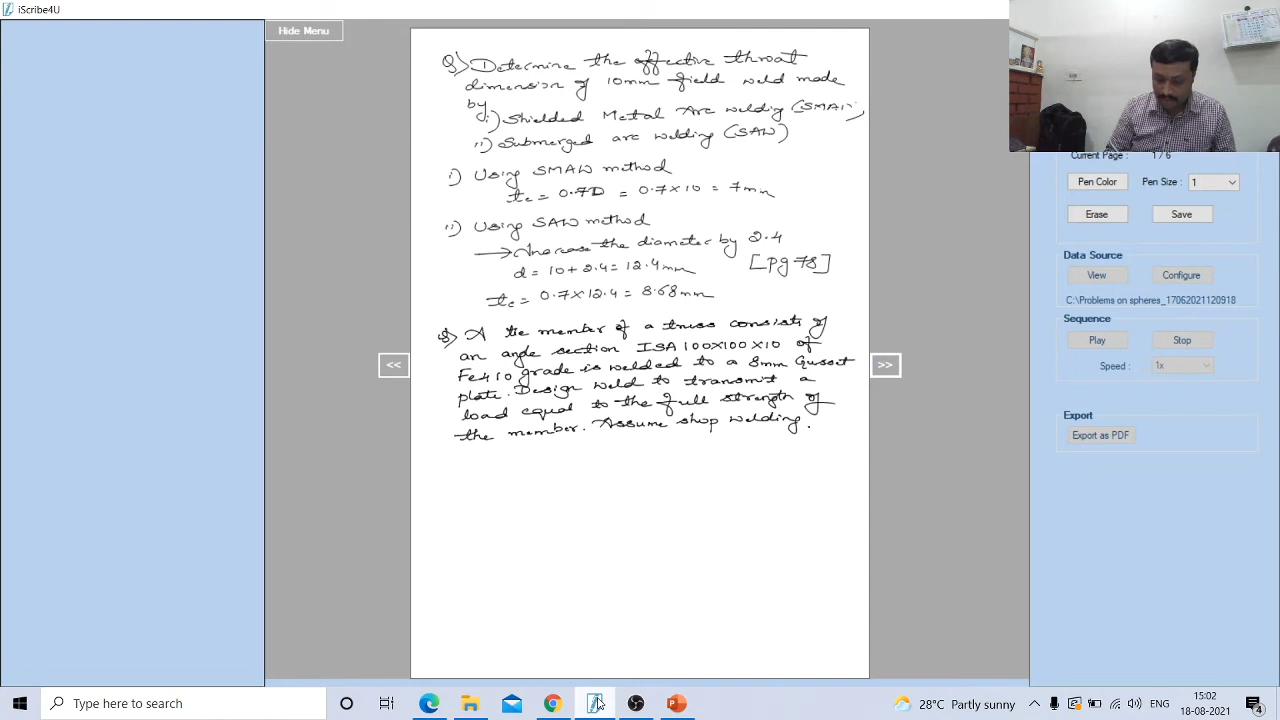 iScribe4U
Hide Menu
Q) Determine the effective throat
dimension of 10mm field weld made
by
i) Shielded Metal Arc welding (SMAW)
ii) Submerged arc welding (SAW)
i) Using SMAW method
te = 0.7D = 0.7×10 = 7mm
ii) Using SAW method
→ Increase the diameter by 2.4
d = 10 + 2.4 = 12.4mm [Pg 78]
te = 0.7×12.4 = 8.68mm
Q) A tie member of a truss consists of
an angle section ISA 100×100×10 of
Fe410 grade is welded to a 8mm Gusset
plate. Design weld to transmit a
load equal to the full strength of
the member. Assume shop welding.
<<
>>
Current Page : 1 / 6
Pen Color Pen Size : 1
Erase Save
Data Source
View Configure
C:\Problems on spheres_17062021120918
Sequence
Play Stop
Speed : 1x
Export
Export as PDF
Type here to search
28°C Partly sunny
15:02
18-08-2021
4